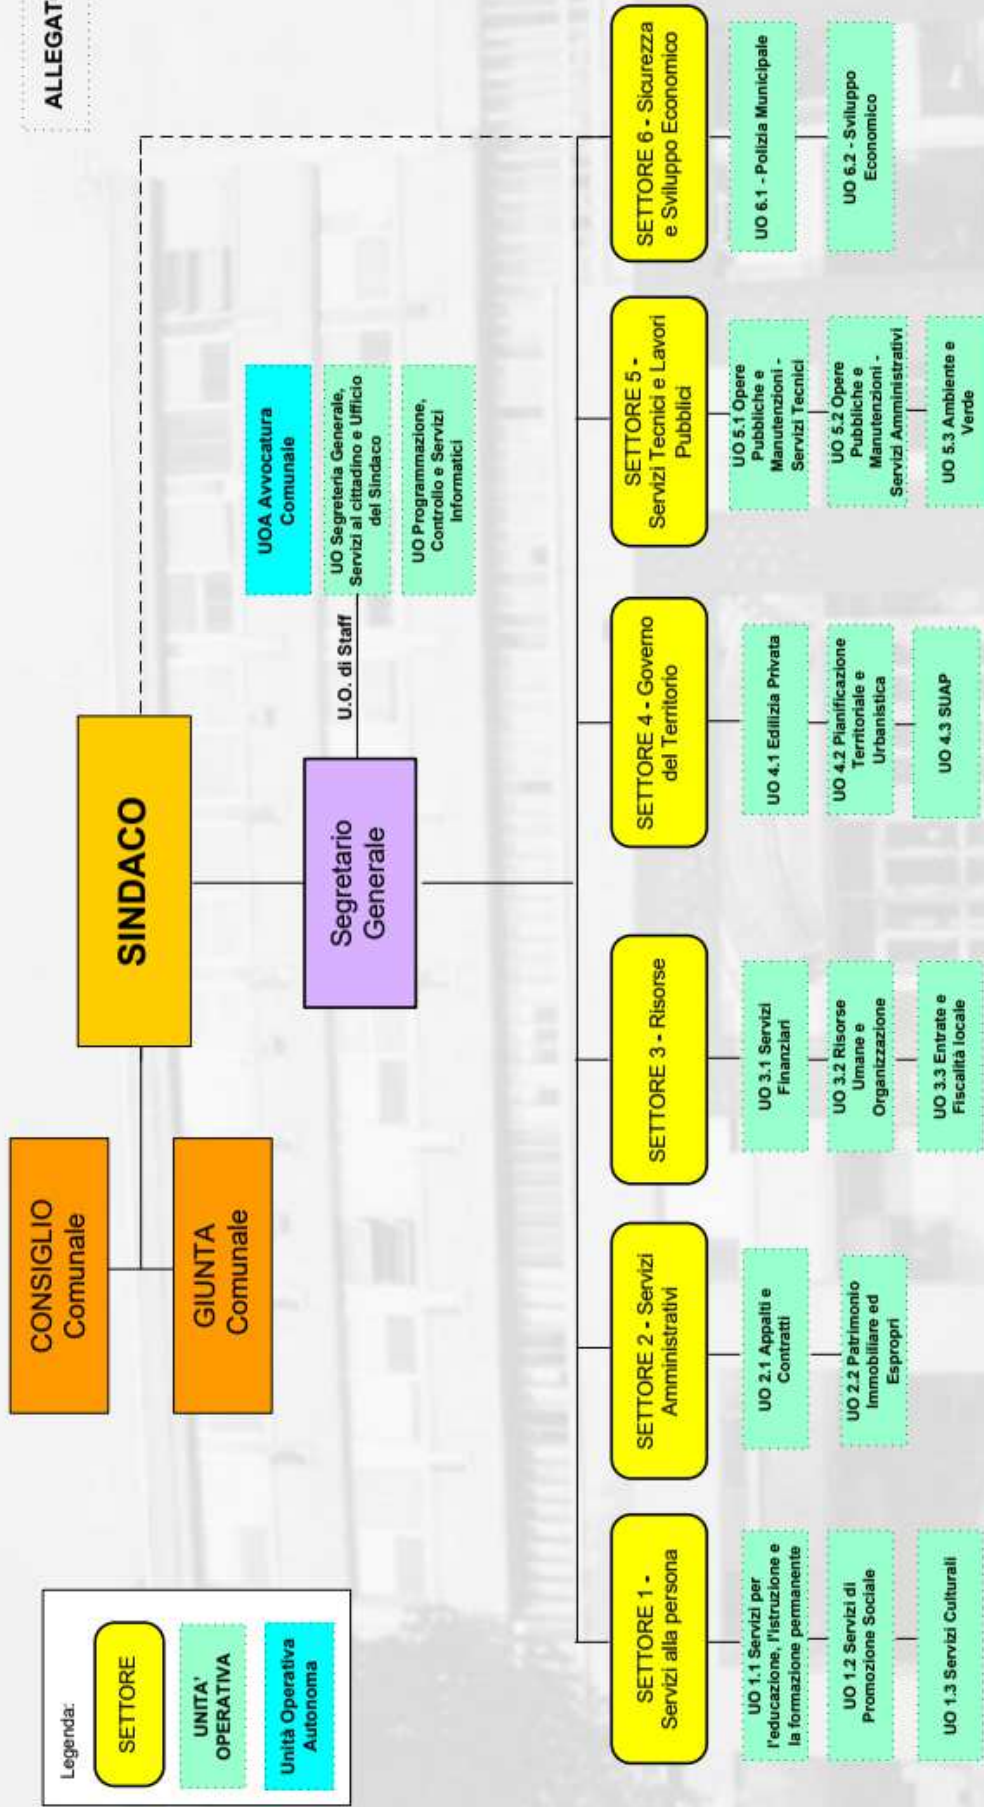 ALLEGAT
CONSIGLIO
Comunale
GIUNTA
Comunale
SINDACO
Segretario
Generale
U.O. di Staff
UOA Avvocatura
Comunale
UO Segreteria Generale,
Servizi al cittadino e Ufficio
del Sindaco
UO Programmazione,
Controllo e Servizi
Informatici
Legenda:
SETTORE
UNITA'
OPERATIVA
Unità Operativa
Autonoma
SETTORE 1 -
Servizi alla persona
UO 1.1 Servizi per
l'educazione, l'istruzione e
la formazione permanente
UO 1.2 Servizi di
Promozione Sociale
UO 1.3 Servizi Culturali
SETTORE 2 - Servizi
Amministrativi
UO 2.1 Appalti e
Contratti
UO 2.2 Patrimonio
Immobiliare ed
Espropri
SETTORE 3 - Risorse
UO 3.1 Servizi
Finanziari
UO 3.2 Risorse
Umane e
Organizzazione
UO 3.3 Entrate e
Fiscalità locale
SETTORE 4 - Governo
del Territorio
UO 4.1 Edilizia Privata
UO 4.2 Pianificazione
Territoriale e
Urbanistica
UO 4.3 SUAP
SETTORE 5 -
Servizi Tecnici e Lavori
Pubblici
UO 5.1 Opere
Pubbliche e
Manutenzioni -
Servizi Tecnici
UO 5.2 Opere
Pubbliche e
Manutenzioni -
Servizi Amministrativi
UO 5.3 Ambiente e
Verde
SETTORE 6 - Sicurezza
e Sviluppo Economico
UO 6.1 - Polizia Municipale
UO 6.2 - Sviluppo
Economico